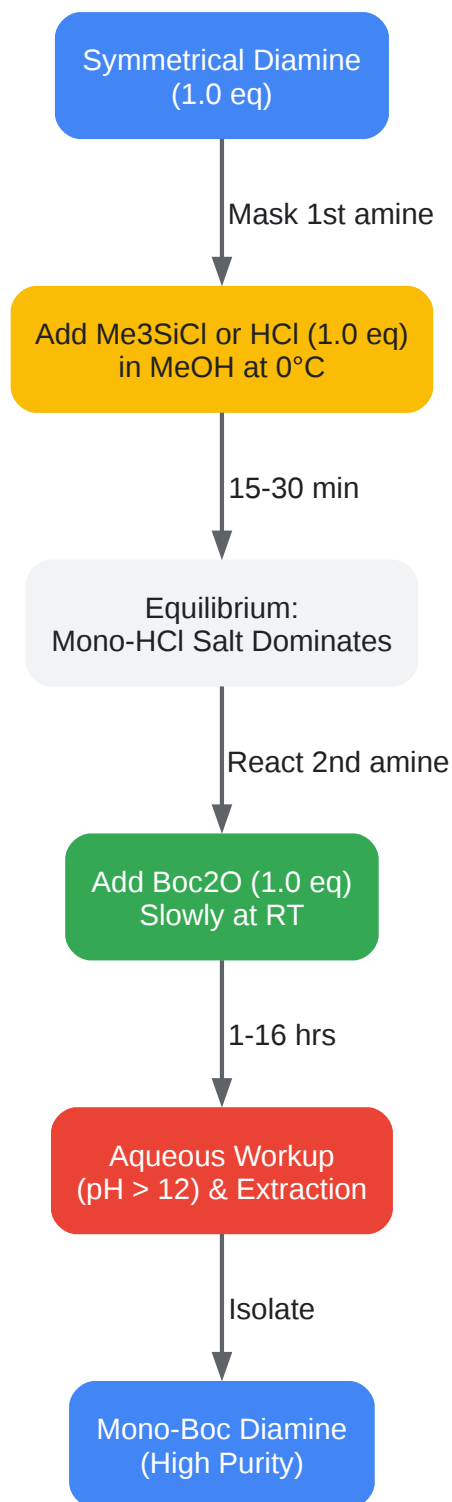 Symmetrical Diamine
(1.0 eq)
Mask 1st amine
Add Me3SiCl or HCl (1.0 eq)
in MeOH at 0°C
15-30 min
Equilibrium:
Mono-HCl Salt Dominates
React 2nd amine
Add Boc2O (1.0 eq)
Slowly at RT
1-16 hrs
Aqueous Workup
(pH > 12) & Extraction
Isolate
Mono-Boc Diamine
(High Purity)